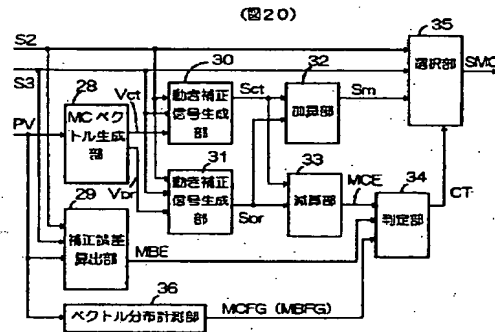 (図20)
S2
S3
PV
28
MCベク
トル生成
部
Vct
Vpr
29
補正誤差
算出部
MBE
30
動き補正
信号生成
部
Sct
31
動き補正
信号生成
部
Spr
32
加算部
Sm
33
減算部
MCE
34
判定部
CT
35
選択部
SMC
36
ベクトル分布計測部
MCFG (MBFG)